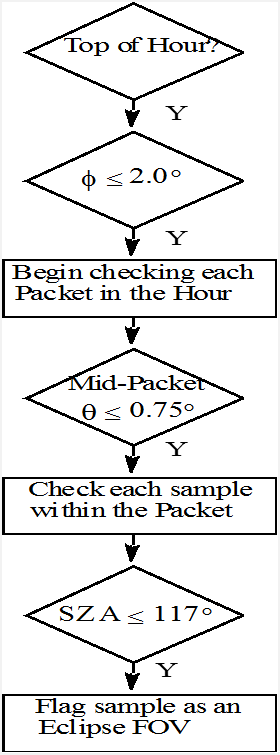 Top of Hour?
Y
ϕ ≤ 2.0°
Y
Begin checking each
Packet in the Hour
Mid-Packet
θ ≤ 0.75°
Y
Check each sample
within the Packet
SZA ≤ 117°
Y
Flag sample as an
Eclipse FOV